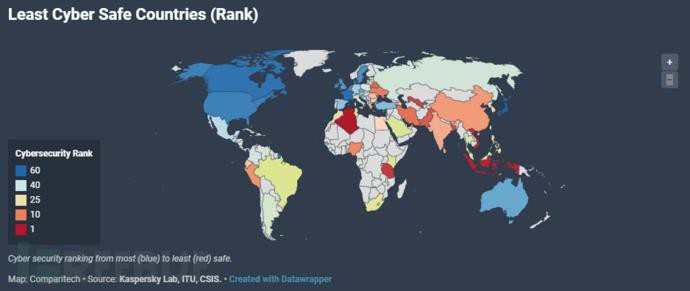 Least Cyber Safe Countries (Rank)
+
Cybersecurity Rank
60
40
25
10
1
Cyber security ranking from most (blue) to least (red) safe.
Map: Comparitech • Source: Kaspersky Lab, ITU, CSIS. • Created with Datawrapper